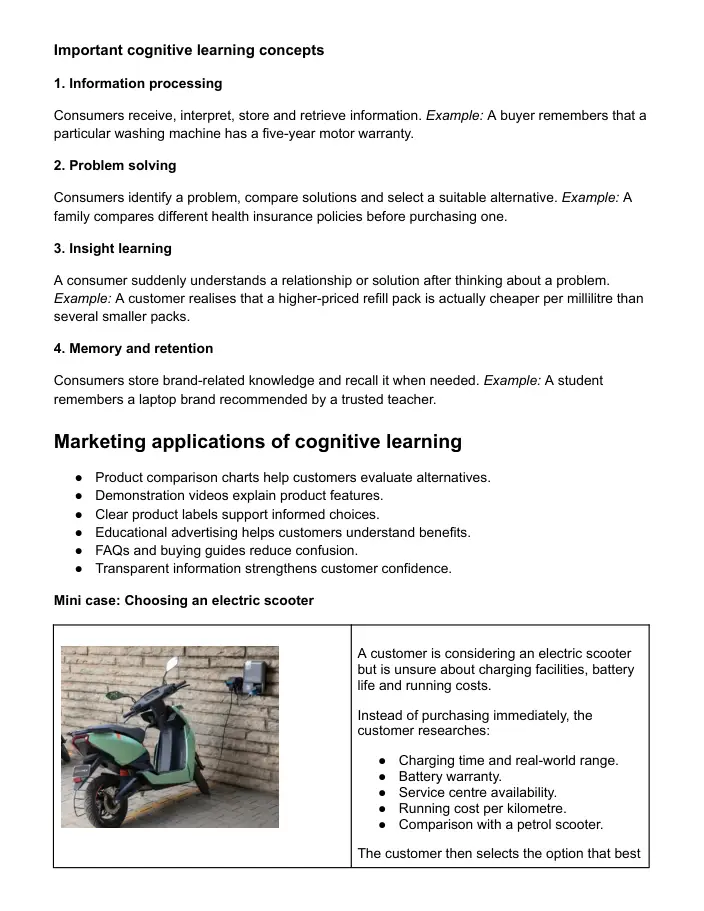 Important cognitive learning concepts
1. Information processing
Consumers receive, interpret, store and retrieve information. Example: A buyer remembers that a
particular washing machine has a five-year motor warranty.
2. Problem solving
Consumers identify a problem, compare solutions and select a suitable alternative. Example: A
family compares different health insurance policies before purchasing one.
3. Insight learning
A consumer suddenly understands a relationship or solution after thinking about a problem.
Example: A customer realises that a higher-priced refill pack is actually cheaper per millilitre than
several smaller packs.
4. Memory and retention
Consumers store brand-related knowledge and recall it when needed. Example: A student
remembers a laptop brand recommended by a trusted teacher.
Marketing applications of cognitive learning
● Product comparison charts help customers evaluate alternatives.
● Demonstration videos explain product features.
● Clear product labels support informed choices.
● Educational advertising helps customers understand benefits.
● FAQs and buying guides reduce confusion.
● Transparent information strengthens customer confidence.
Mini case: Choosing an electric scooter
A customer is considering an electric scooter
but is unsure about charging facilities, battery
life and running costs.
Instead of purchasing immediately, the
customer researches:
● Charging time and real-world range.
● Battery warranty.
● Service centre availability.
● Running cost per kilometre.
● Comparison with a petrol scooter.
The customer then selects the option that best